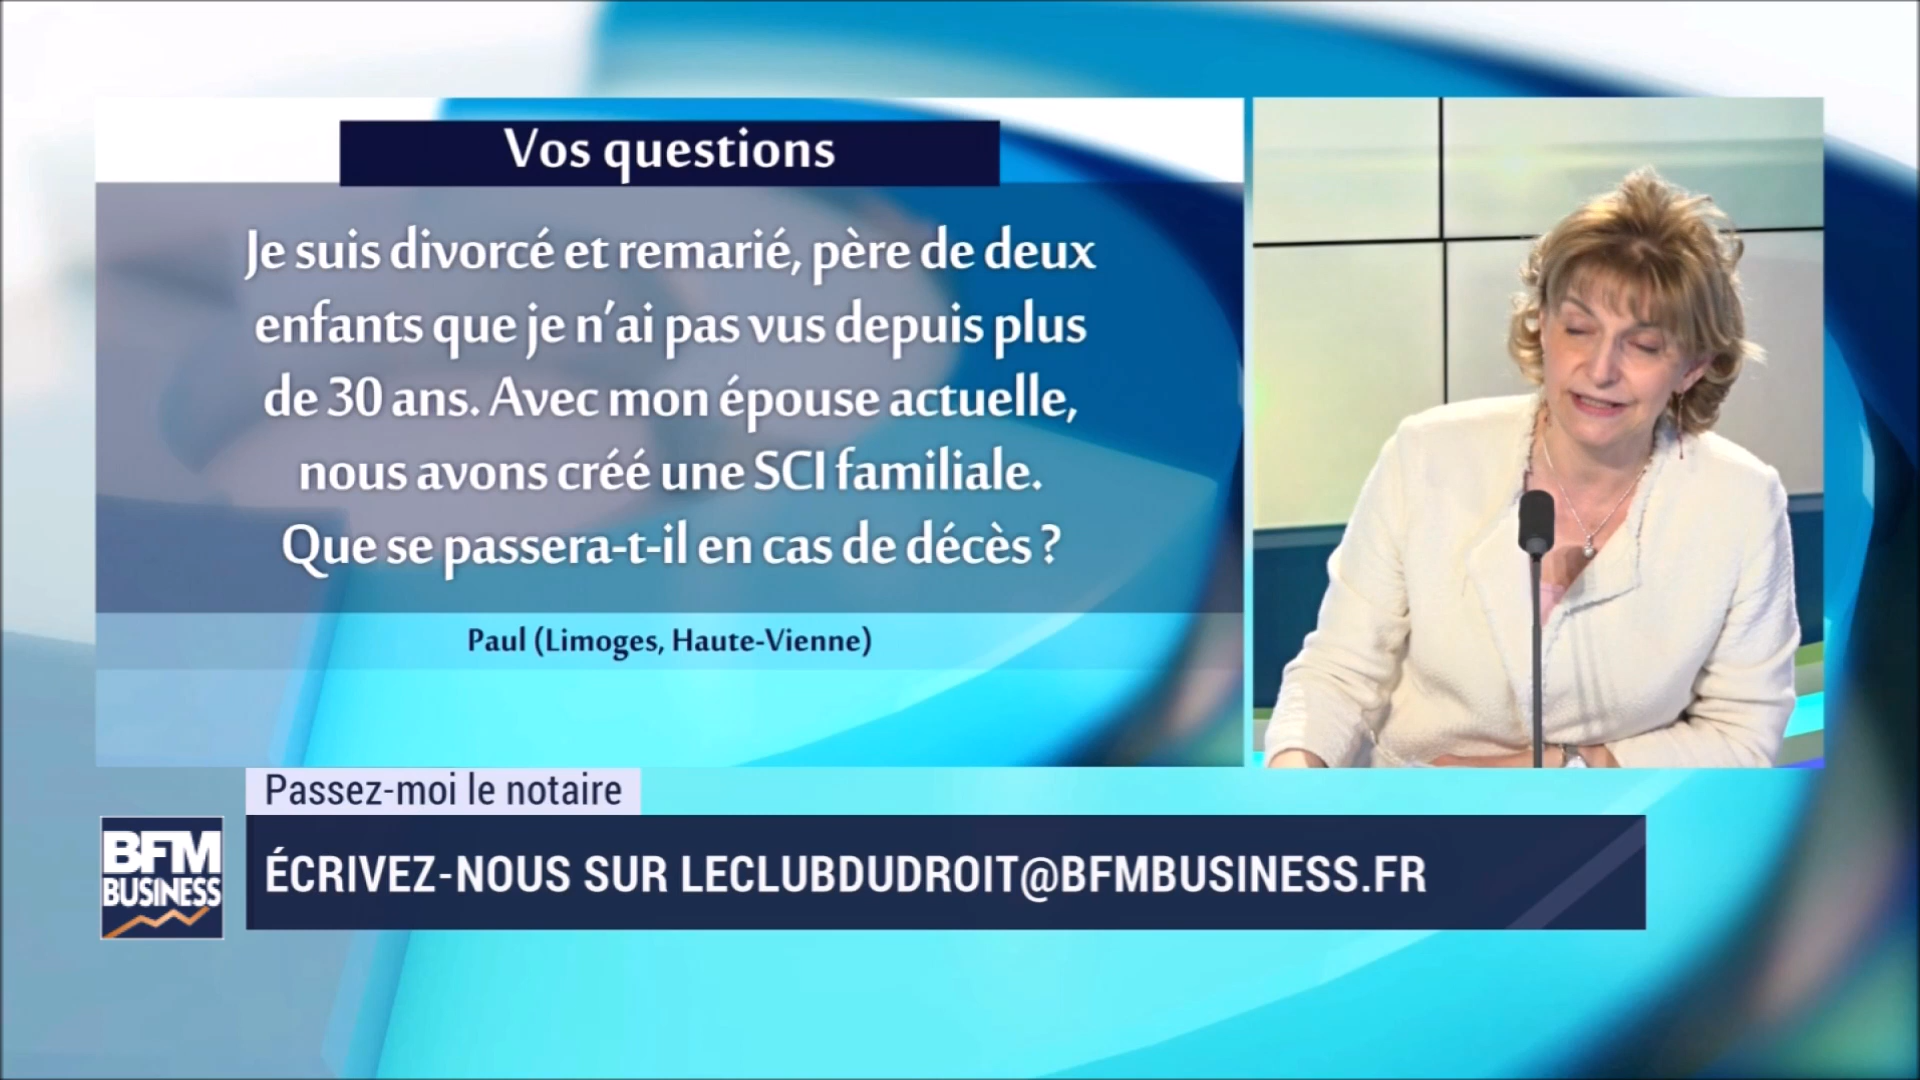 Vos questions
Je suis divorcé et remarié, père de deux
enfants que je n’ai pas vus depuis plus
de 30 ans. Avec mon épouse actuelle,
nous avons créé une SCI familiale.
Que se passera-t-il en cas de décès ?
Paul (Limoges, Haute-Vienne)
Passez-moi le notaire
BFM
BUSINESS
ÉCRIVEZ-NOUS SUR LECLUBDUDROIT@BFMBUSINESS.FR